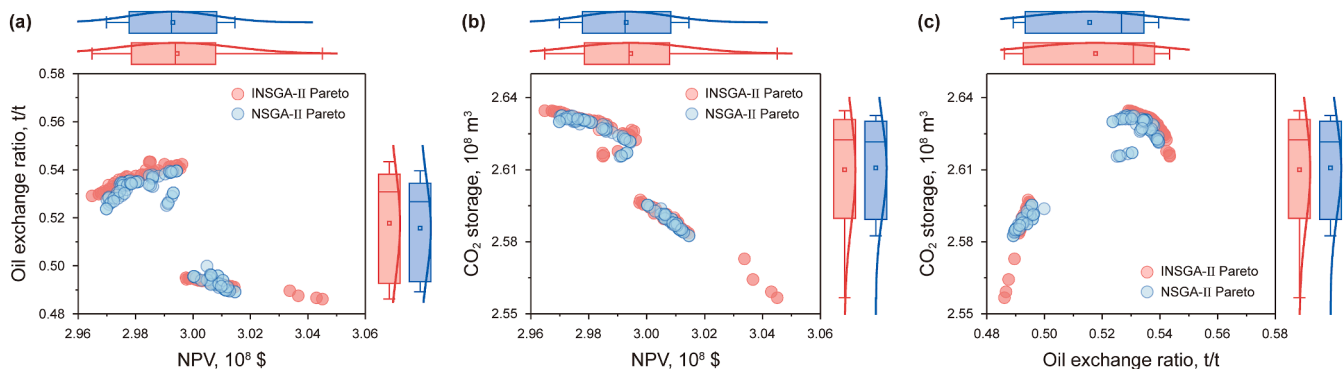 (a)
0.58
0.56
0.54
0.52
0.50
0.48
Oil exchange ratio, t/t
INSGA-II Pareto
NSGA-II Pareto
2.96
2.98
3.00
3.02
3.04
3.06
NPV, 10⁸ $
(b)
2.64
2.61
2.58
2.55
CO₂ storage, 10⁸ m³
INSGA-II Pareto
NSGA-II Pareto
2.96
2.98
3.00
3.02
3.04
3.06
NPV, 10⁸ $
(c)
2.64
2.61
2.58
2.55
CO₂ storage, 10⁸ m³
INSGA-II Pareto
NSGA-II Pareto
0.48
0.50
0.52
0.54
0.56
0.58
Oil exchange ratio, t/t